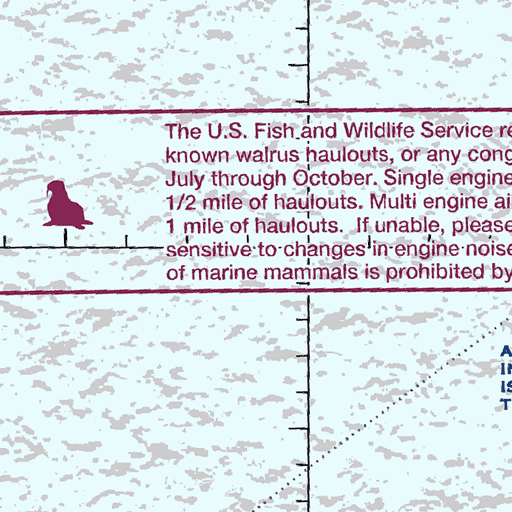 The U.S. Fish and Wildlife Service re
known walrus haulouts, or any cong
July through October. Single engine
1/2 mile of haulouts. Multi engine ai
1 mile of haulouts. If unable, please
sensitive to changes in engine noise
of marine mammals is prohibited by
A
IN
IS
T